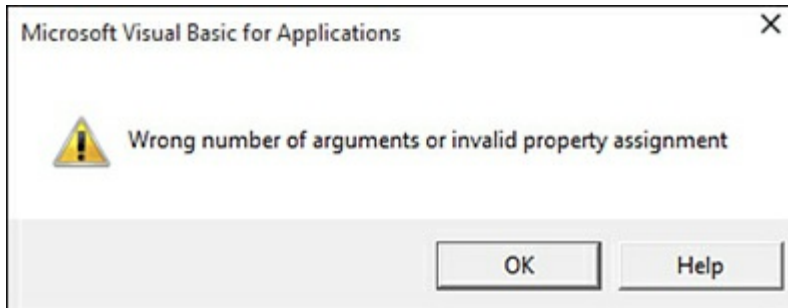 Microsoft Visual Basic for Applications
Wrong number of arguments or invalid property assignment
OK
Help